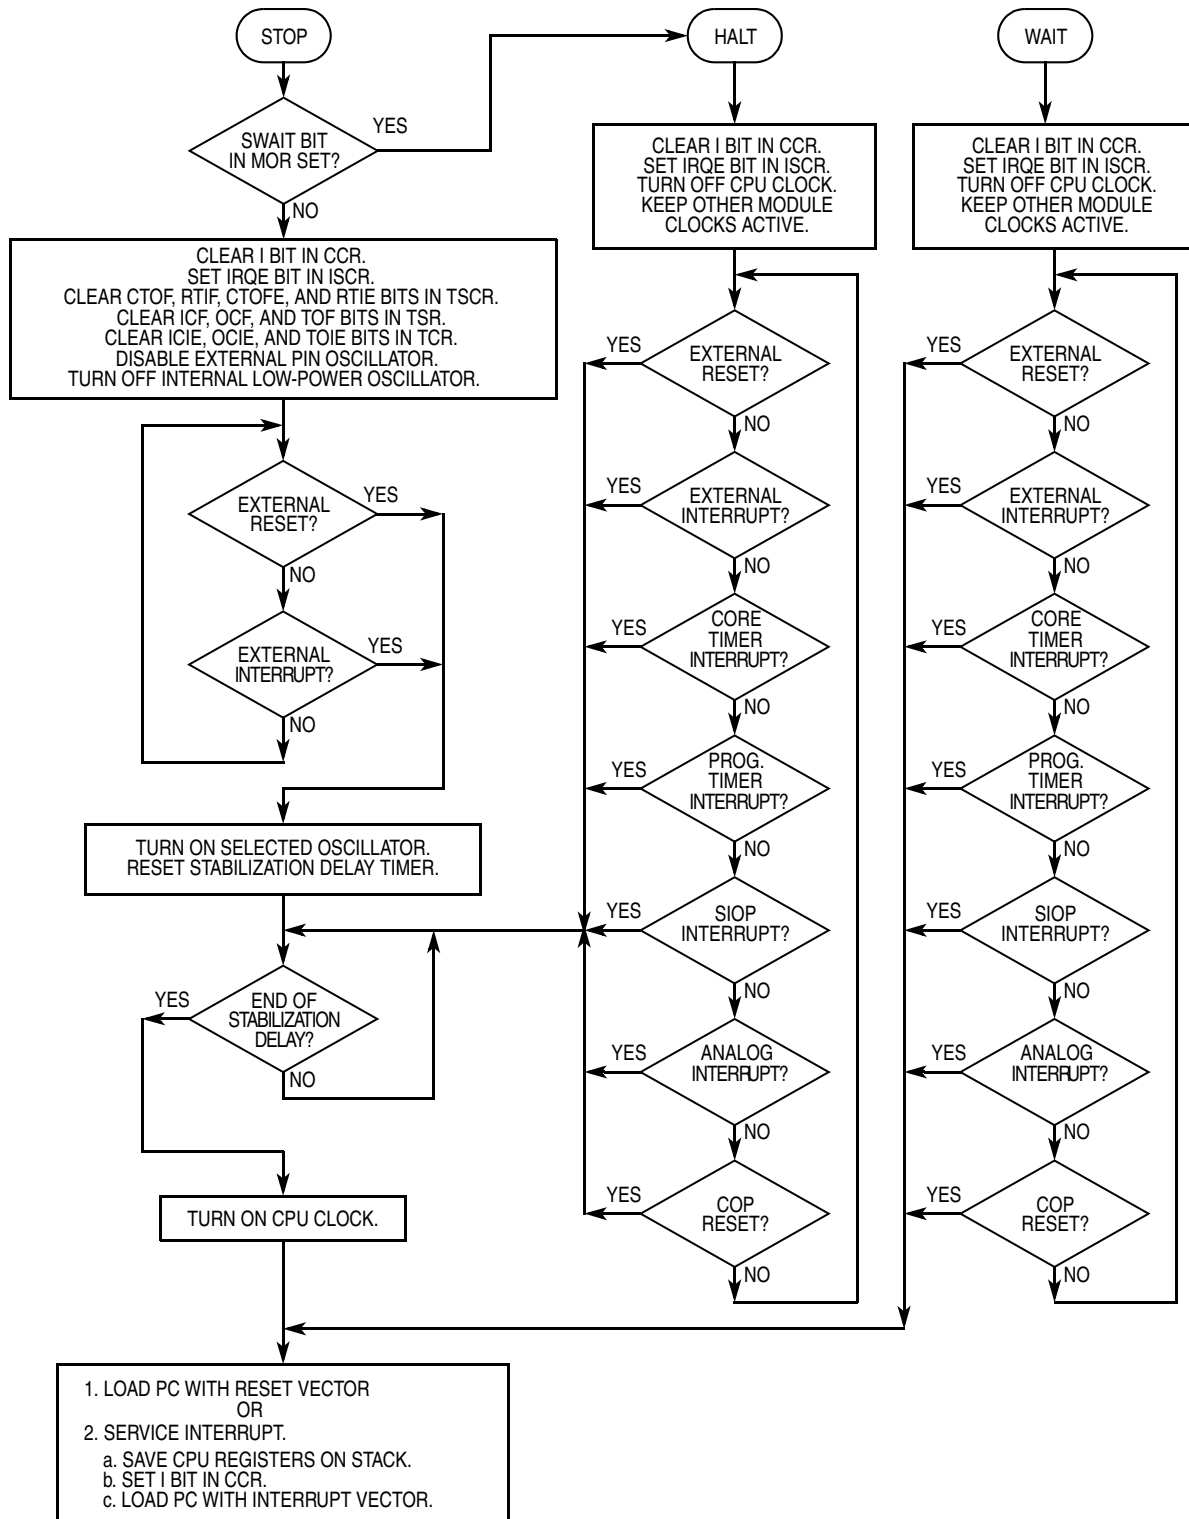 STOP
SWAIT BIT
IN MOR SET?
YES
NO
CLEAR I BIT IN CCR.
SET IRQE BIT IN ISCR.
CLEAR CTOF, RTIF, CTOFE, AND RTIE BITS IN TSCR.
CLEAR ICF, OCF, AND TOF BITS IN TSR.
CLEAR ICIE, OCIE, AND TOIE BITS IN TCR.
DISABLE EXTERNAL PIN OSCILLATOR.
TURN OFF INTERNAL LOW-POWER OSCILLATOR.
EXTERNAL
RESET?
YES
NO
EXTERNAL
INTERRUPT?
YES
NO
TURN ON SELECTED OSCILLATOR.
RESET STABILIZATION DELAY TIMER.
END OF
STABILIZATION
DELAY?
YES
NO
TURN ON CPU CLOCK.
1. LOAD PC WITH RESET VECTOR
OR
2. SERVICE INTERRUPT.
a. SAVE CPU REGISTERS ON STACK.
b. SET I BIT IN CCR.
c. LOAD PC WITH INTERRUPT VECTOR.
HALT
CLEAR I BIT IN CCR.
SET IRQE BIT IN ISCR.
TURN OFF CPU CLOCK.
KEEP OTHER MODULE
CLOCKS ACTIVE.
EXTERNAL
RESET?
YES
NO
EXTERNAL
INTERRUPT?
YES
NO
CORE
TIMER
INTERRUPT?
YES
NO
PROG.
TIMER
INTERRUPT?
YES
NO
SIOP
INTERRUPT?
YES
NO
ANALOG
INTERRUPT?
YES
NO
COP
RESET?
YES
NO
WAIT
CLEAR I BIT IN CCR.
SET IRQE BIT IN ISCR.
TURN OFF CPU CLOCK.
KEEP OTHER MODULE
CLOCKS ACTIVE.
EXTERNAL
RESET?
YES
NO
EXTERNAL
INTERRUPT?
YES
NO
CORE
TIMER
INTERRUPT?
YES
NO
PROG.
TIMER
INTERRUPT?
YES
NO
SIOP
INTERRUPT?
YES
NO
ANALOG
INTERRUPT?
YES
NO
COP
RESET?
YES
NO